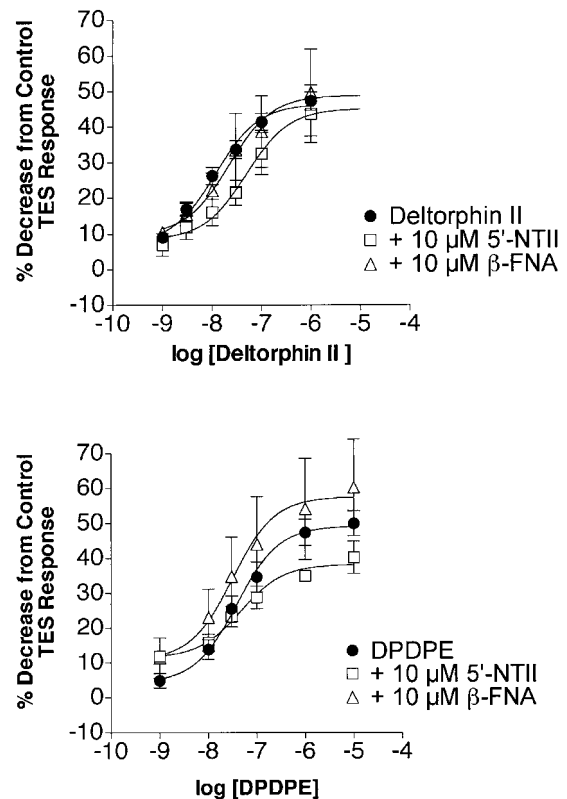 70
60
50
40
30
20
10
0
-10
% Decrease from Control
TES Response
● Deltorphin II
□ + 10 µM 5'-NTII
△ + 10 µM β-FNA
-10 -9 -8 -7 -6 -5 -4
log [Deltorphin II ]
70
60
50
40
30
20
10
0
-10
% Decrease from Control
TES Response
● DPDPE
□ + 10 µM 5'-NTII
△ + 10 µM β-FNA
-10 -9 -8 -7 -6 -5 -4
log [DPDPE]